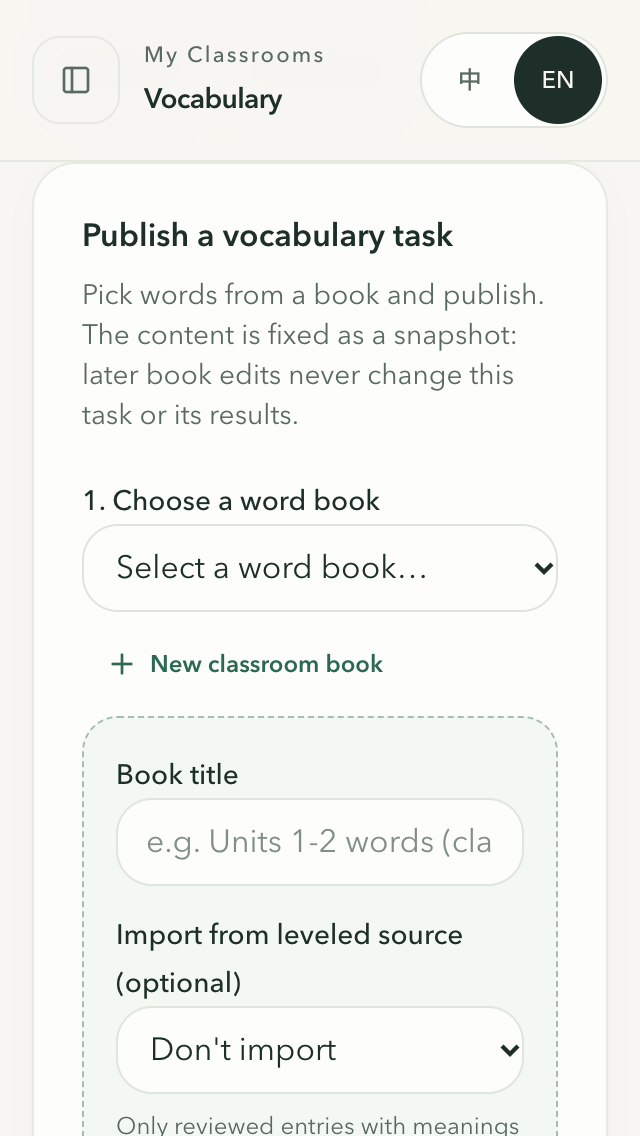 My Classrooms
Vocabulary
中
EN
Publish a vocabulary task
Pick words from a book and publish.
The content is fixed as a snapshot:
later book edits never change this
task or its results.
1. Choose a word book
Select a word book...
+ New classroom book
Book title
e.g. Units 1-2 words (cla
Import from leveled source
(optional)
Don't import
Only reviewed entries with meanings